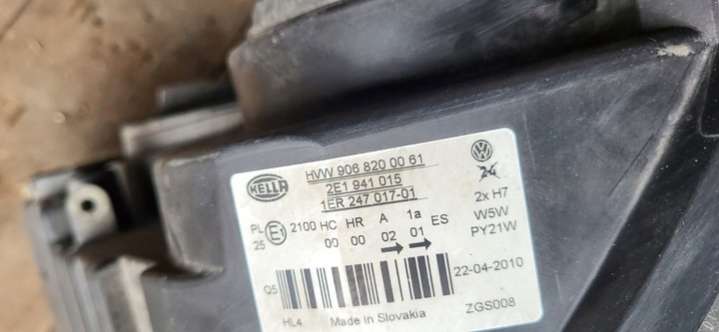 HELLA
HVW 906 820 00 61
2E1 941 015
1ER 247 017-01
PL E1 2100 HC HR A 1a ES
25 00 00 02 01
2x H7
W5W
PY21W
22-04-2010
Q5
HL4 Made in Slovakia ZGS008